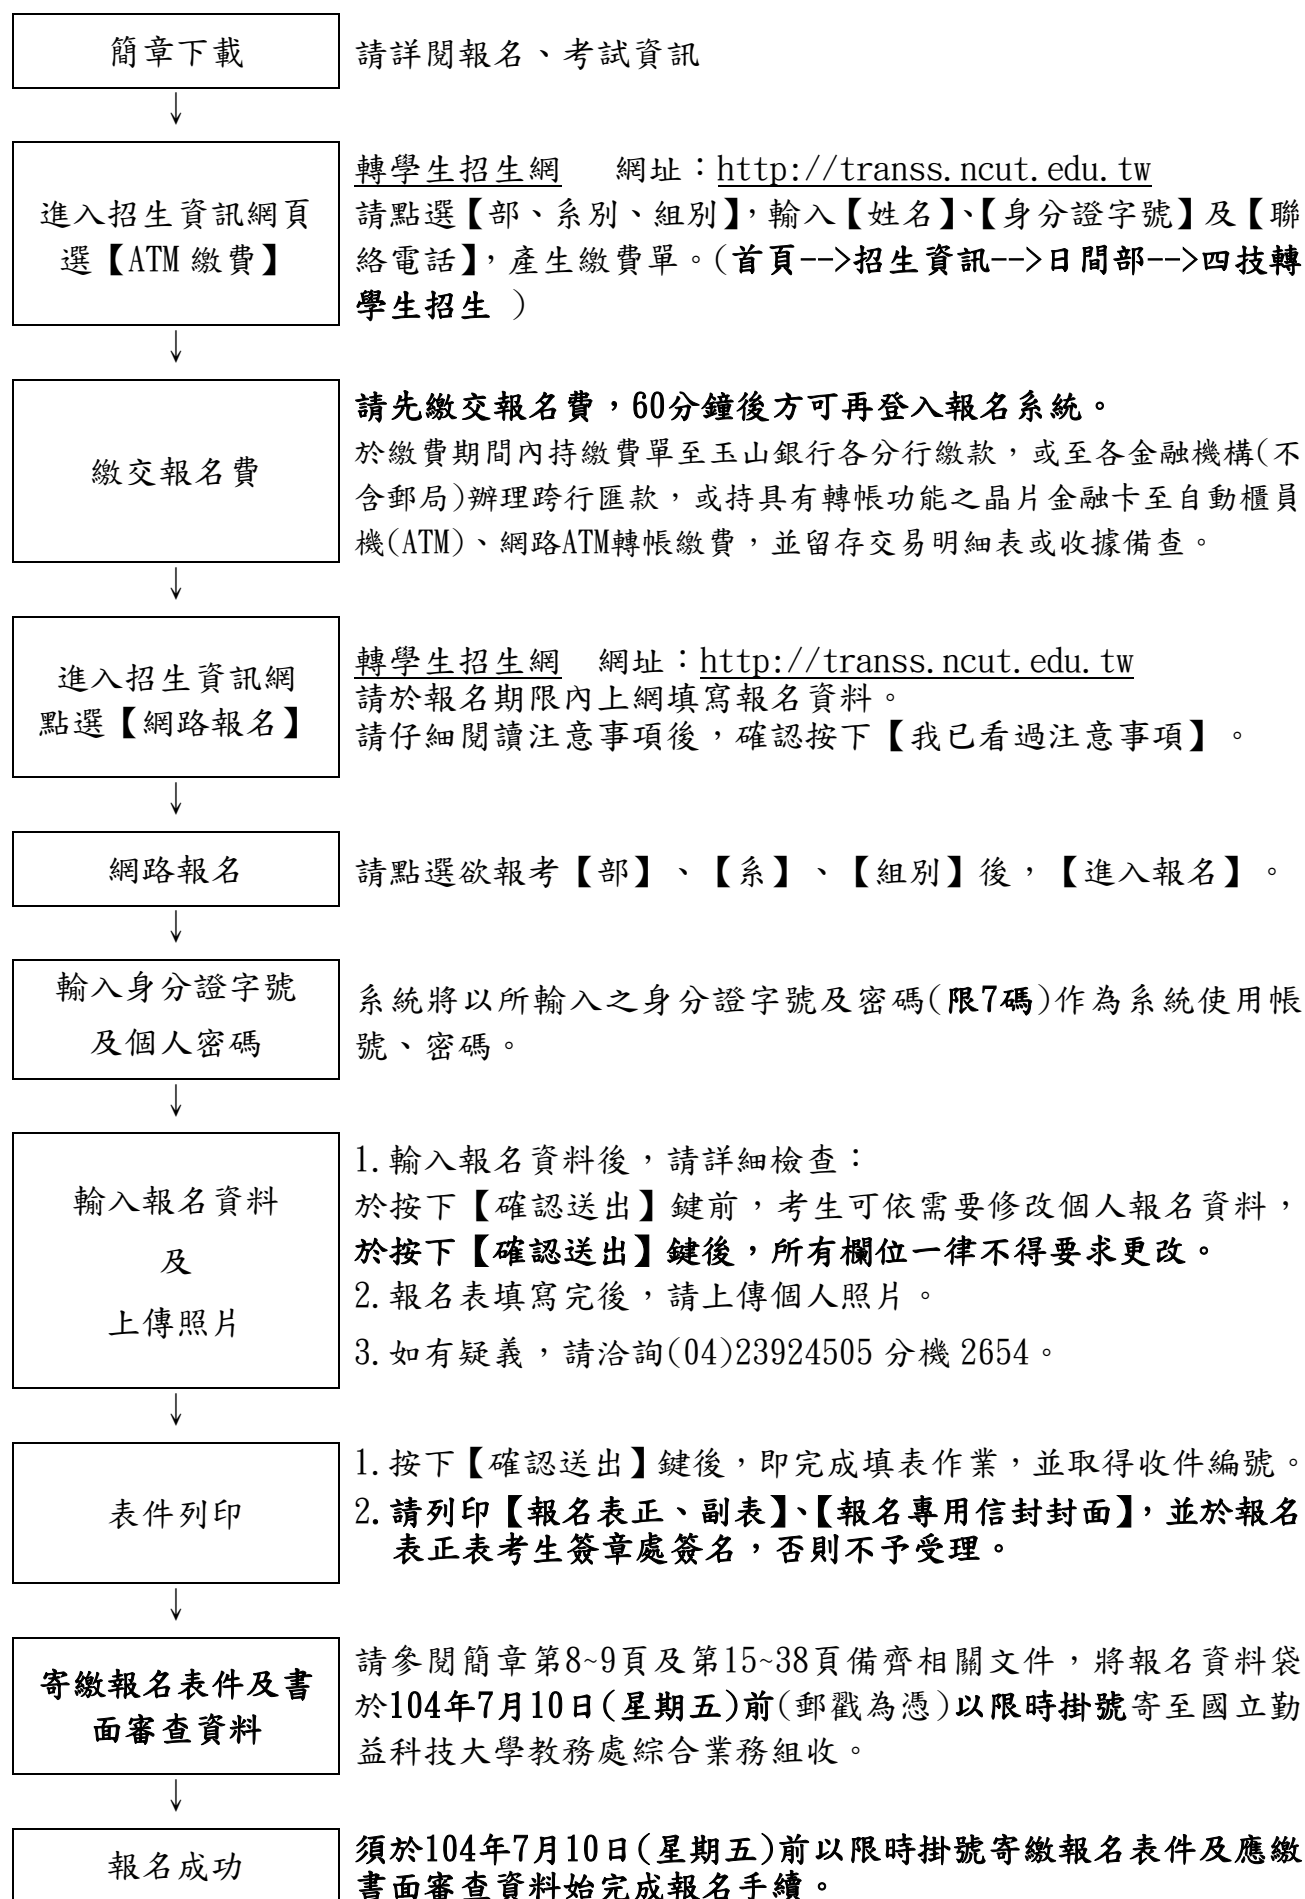 簡章下載
請詳閱報名、考試資訊
↓
進入招生資訊網頁
選【ATM 繳費】
轉學生招生網 網址：http://transs.ncut.edu.tw
請點選【部、系別、組別】，輸入【姓名】、【身分證字號】及【聯
絡電話】，產生繳費單。(首頁-->招生資訊-->日間部-->四技轉
學生招生 )
↓
繳交報名費
請先繳交報名費，60分鐘後方可再登入報名系統。
於繳費期間內持繳費單至玉山銀行各分行繳款，或至各金融機構(不
含郵局)辦理跨行匯款，或持具有轉帳功能之晶片金融卡至自動櫃員
機(ATM)、網路ATM轉帳繳費，並留存交易明細表或收據備查。
↓
進入招生資訊網
點選【網路報名】
轉學生招生網 網址：http://transs.ncut.edu.tw
請於報名期限內上網填寫報名資料。
請仔細閱讀注意事項後，確認按下【我已看過注意事項】。
↓
網路報名
請點選欲報考【部】、【系】、【組別】後，【進入報名】。
↓
輸入身分證字號
及個人密碼
系統將以所輸入之身分證字號及密碼(限7碼)作為系統使用帳
號、密碼。
↓
輸入報名資料
及
上傳照片
1.輸入報名資料後，請詳細檢查：
於按下【確認送出】鍵前，考生可依需要修改個人報名資料，
於按下【確認送出】鍵後，所有欄位一律不得要求更改。
2.報名表填寫完後，請上傳個人照片。
3.如有疑義，請洽詢(04)23924505 分機 2654。
↓
表件列印
1.按下【確認送出】鍵後，即完成填表作業，並取得收件編號。
2.請列印【報名表正、副表】、【報名專用信封封面】，並於報名
表正表考生簽章處簽名，否則不予受理。
↓
寄繳報名表件及書
面審查資料
請參閱簡章第8~9頁及第15~38頁備齊相關文件，將報名資料袋
於104年7月10日(星期五)前(郵戳為憑)以限時掛號寄至國立勤
益科技大學教務處綜合業務組收。
↓
報名成功
須於104年7月10日(星期五)前以限時掛號寄繳報名表件及應繳
書面審查資料始完成報名手續。